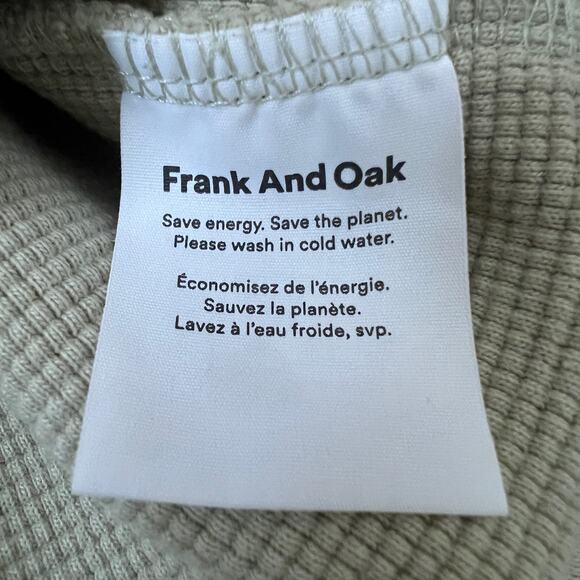 Frank And Oak
Save energy. Save the planet.
Please wash in cold water.
Économisez de l'énergie.
Sauvez la planète.
Lavez à l'eau froide, svp.